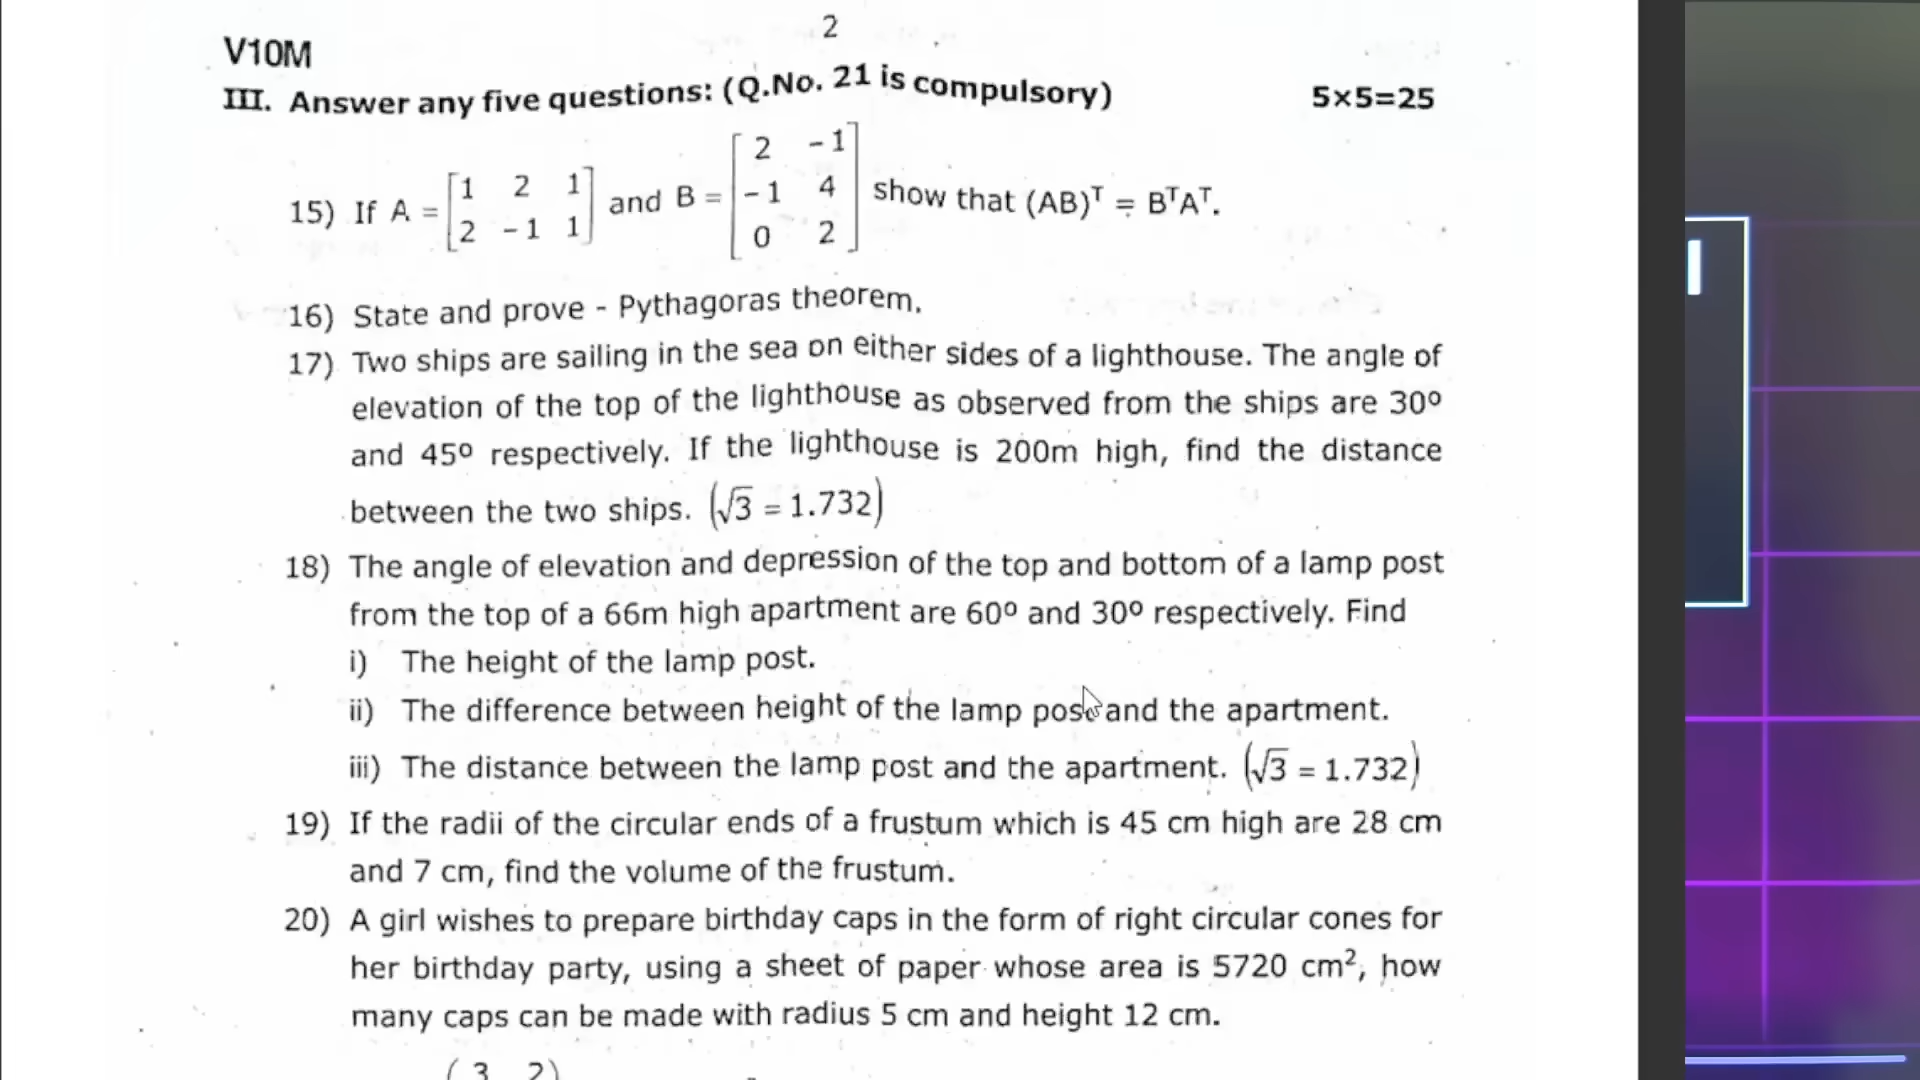 2
V10M
III. Answer any five questions: (Q.No. 21 is compulsory) 5×5=25
15) If A = [1 2 1; 2 -1 1] and B = [2 -1; -1 4; 0 2] show that (AB)ᵀ = BᵀAᵀ.
16) State and prove - Pythagoras theorem.
17) Two ships are sailing in the sea on either sides of a lighthouse. The angle of
elevation of the top of the lighthouse as observed from the ships are 30º
and 45º respectively. If the lighthouse is 200m high, find the distance
between the two ships. (√3 = 1.732)
18) The angle of elevation and depression of the top and bottom of a lamp post
from the top of a 66m high apartment are 60º and 30º respectively. Find
i) The height of the lamp post.
ii) The difference between height of the lamp post and the apartment.
iii) The distance between the lamp post and the apartment. (√3 = 1.732)
19) If the radii of the circular ends of a frustum which is 45 cm high are 28 cm
and 7 cm, find the volume of the frustum.
20) A girl wishes to prepare birthday caps in the form of right circular cones for
her birthday party, using a sheet of paper whose area is 5720 cm², how
many caps can be made with radius 5 cm and height 12 cm.
(3 2)